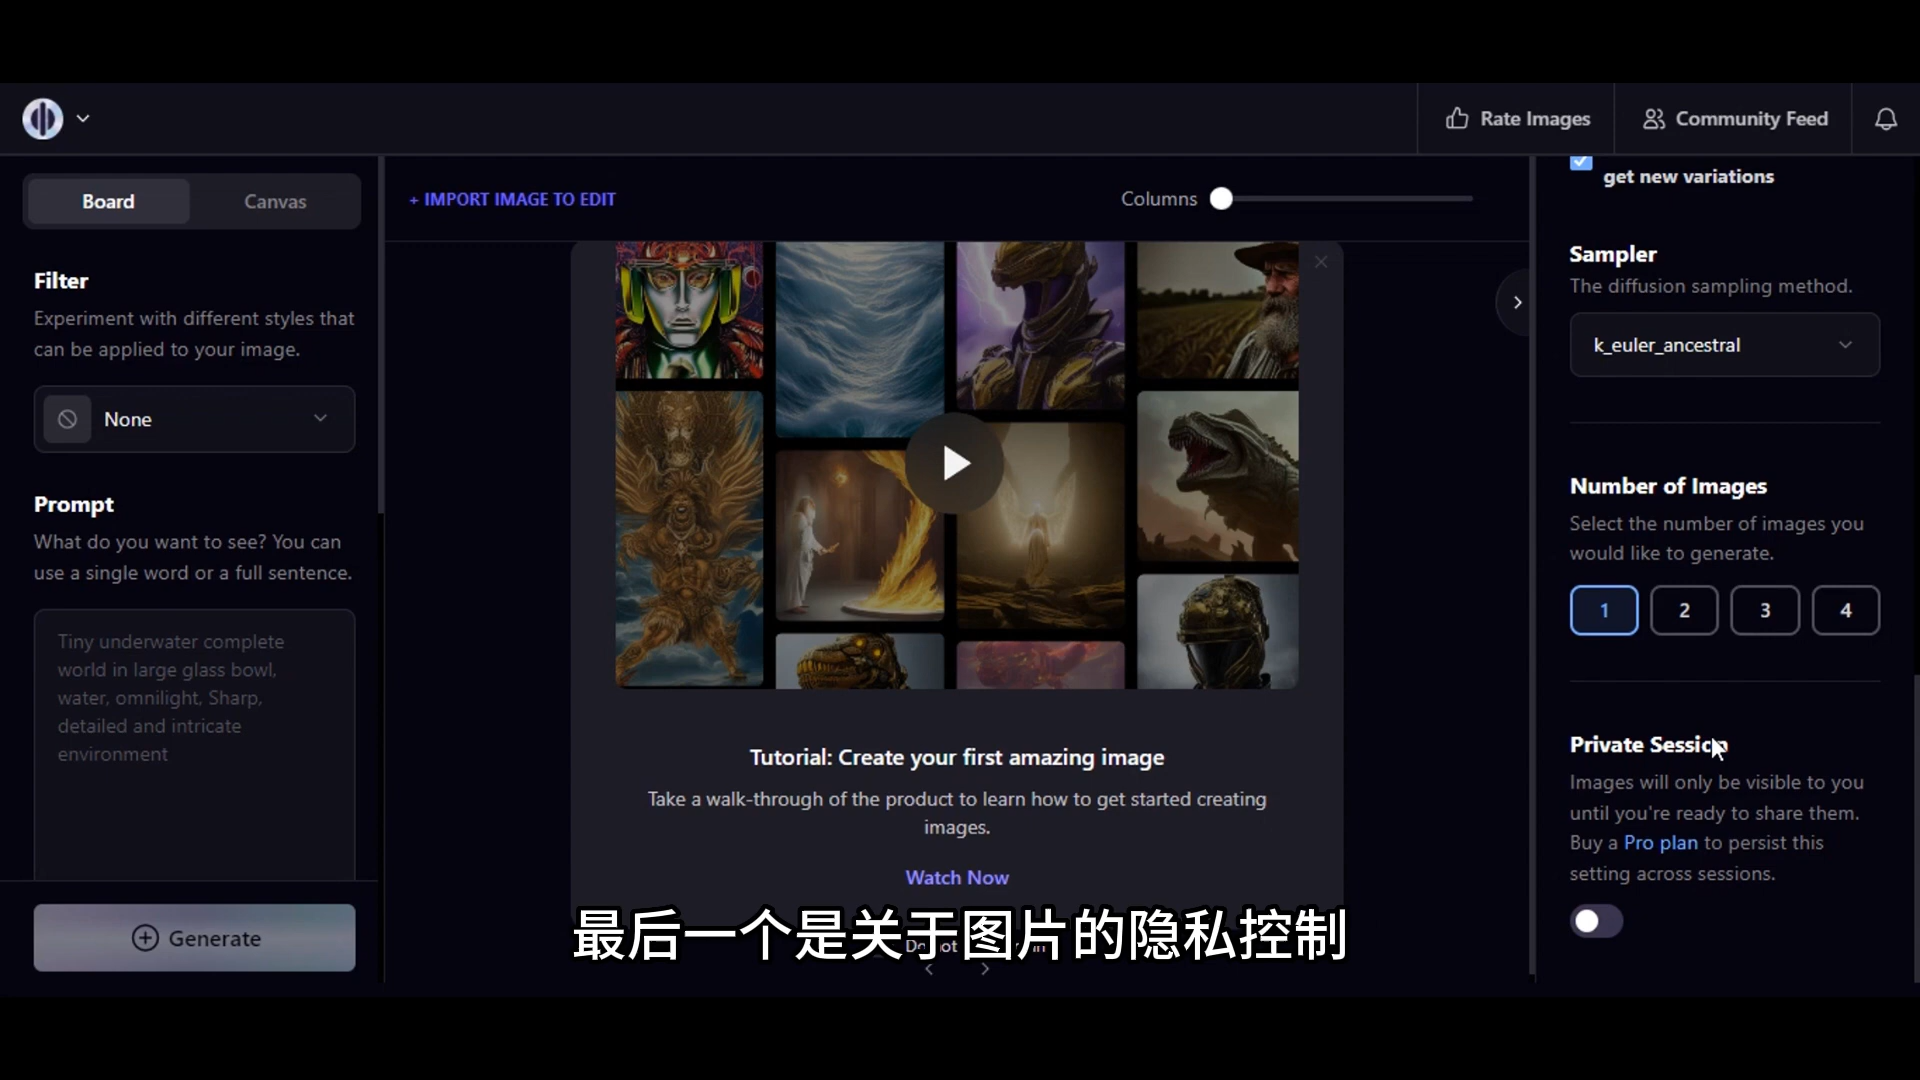 Rate Images
Community Feed
Board
Canvas
Filter
Experiment with different styles that
can be applied to your image.
None
Prompt
What do you want to see? You can
use a single word or a full sentence.
Tiny underwater complete
world in large glass bowl,
water, omnilight, Sharp,
detailed and intricate
environment
Generate
+ IMPORT IMAGE TO EDIT
Columns
Tutorial: Create your first amazing image
Take a walk-through of the product to learn how to get started creating
images.
Watch Now
最后一个是关于图片的隐私控制
get new variations
Sampler
The diffusion sampling method.
k_euler_ancestral
Number of Images
Select the number of images you
would like to generate.
1
2
3
4
Private Session
Images will only be visible to you
until you're ready to share them.
Buy a Pro plan to persist this
setting across sessions.